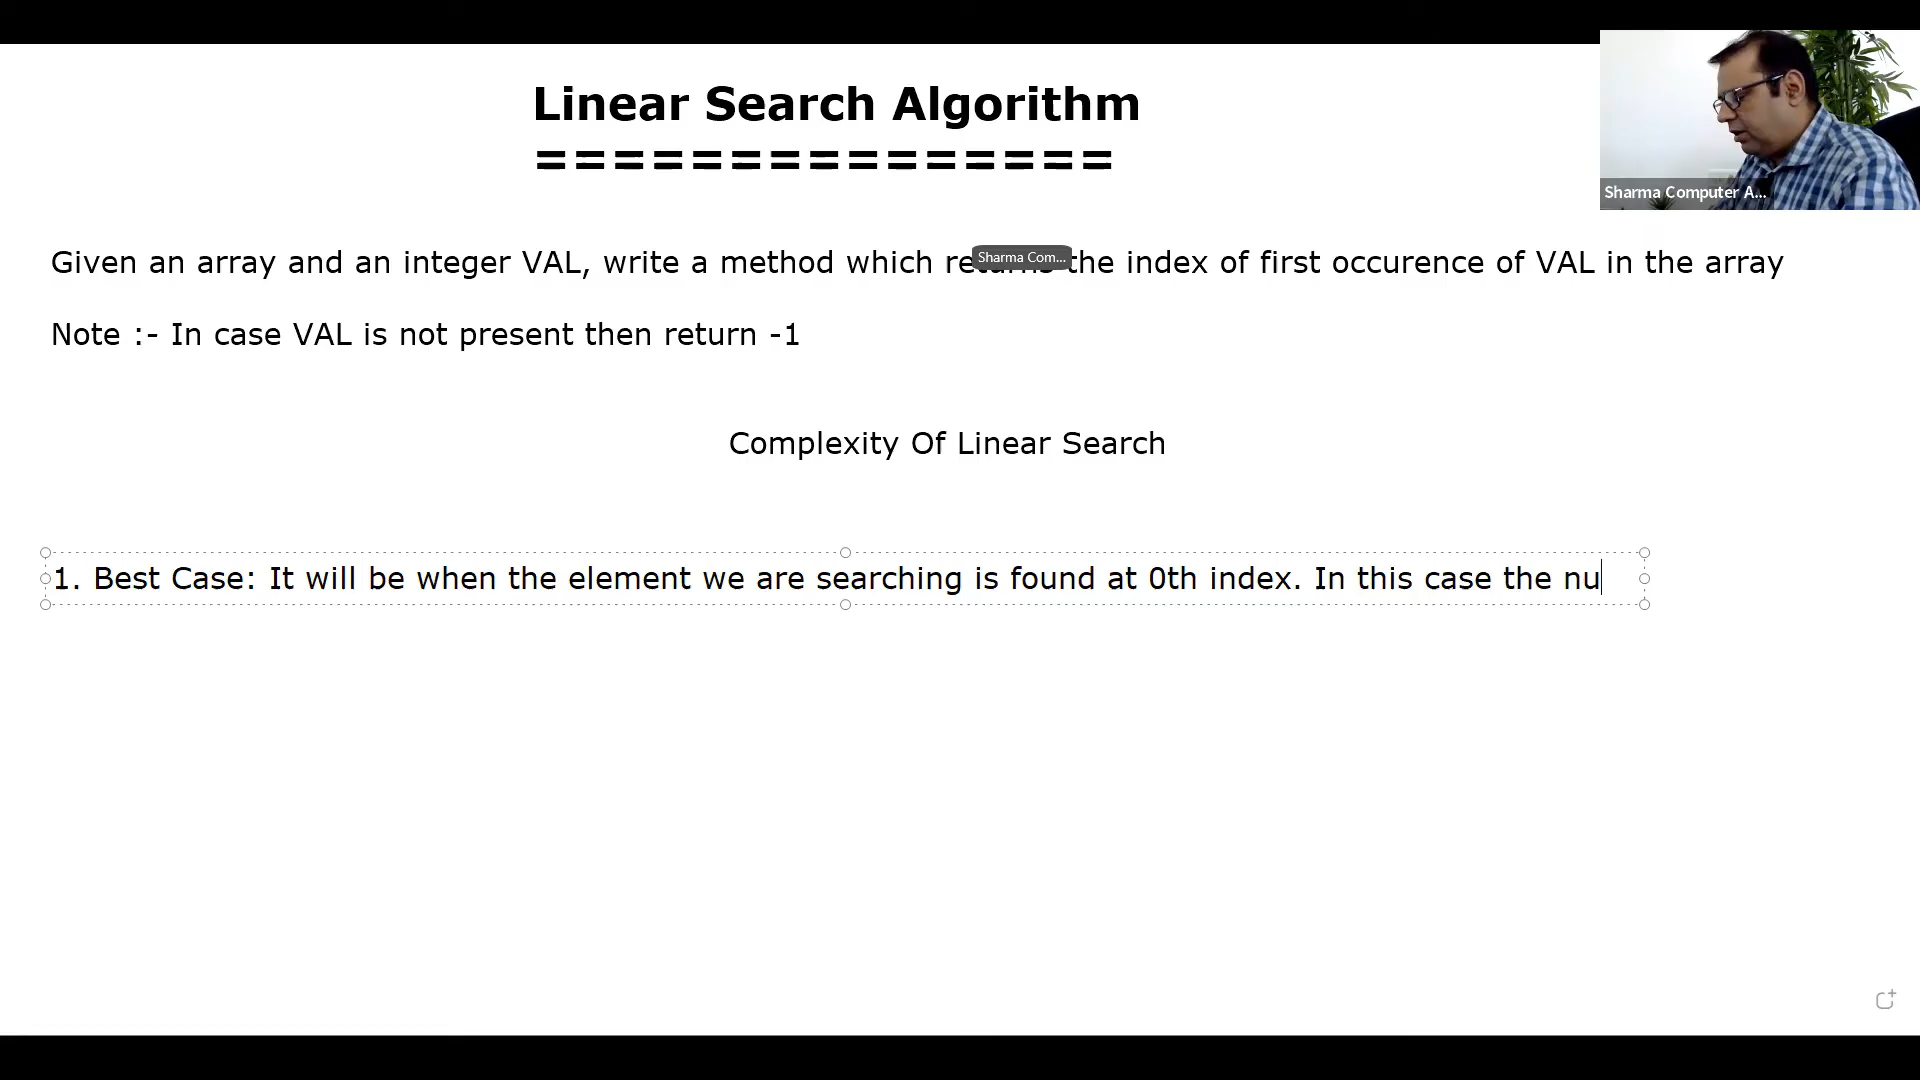 Linear Search Algorithm
===============
Sharma Computer A...
Given an array and an integer VAL, write a method which the index of first occurence of VAL in the array
Sharma Com...
Note :- In case VAL is not present then return -1
Complexity Of Linear Search
1. Best Case: It will be when the element we are searching is found at 0th index. In this case the nu